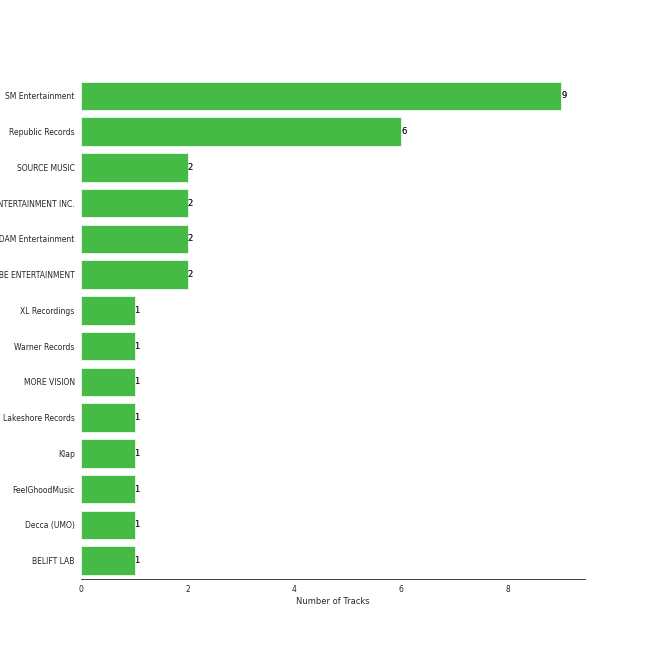 SM Entertainment 9
Republic Records 6
SOURCE MUSIC 2
NTERTAINMENT INC. 2
DAM Entertainment 2
BE ENTERTAINMENT 2
XL Recordings 1
Warner Records 1
MORE VISION 1
Lakeshore Records 1
Klap 1
FeelGhoodMusic 1
Decca (UMO) 1
BELIFT LAB 1
0 2 4 6 8
Number of Tracks